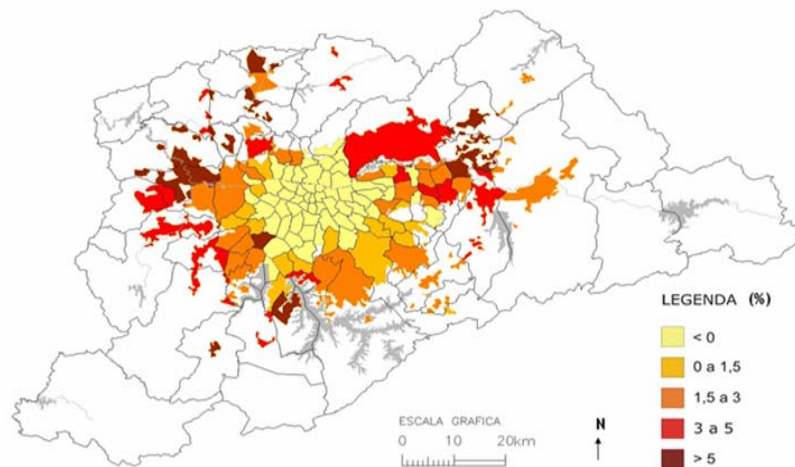 LEGENDA (%)
< 0
0 a 1,5
1,5 a 3
3 a 5
> 5
ESCALA GRAFICA
0 10 20km
N